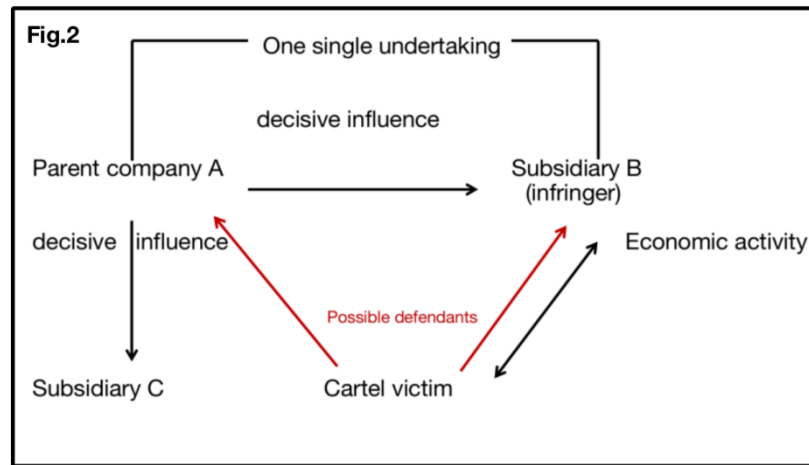 Fig.2
One single undertaking
decisive influence
Parent company A
Subsidiary B
(infringer)
decisive influence
Economic activity
Possible defendants
Subsidiary C
Cartel victim